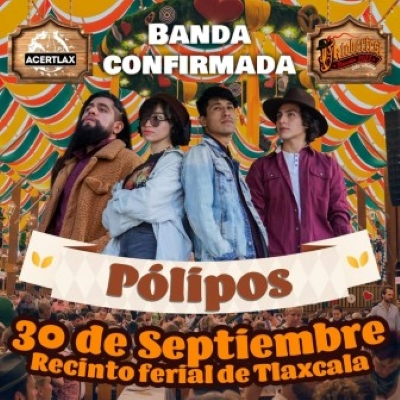 BANDA
CONFIRMADA
ACERTLAX
Pólipos
30 de Septiembre
Recinto ferial de Tlaxcala